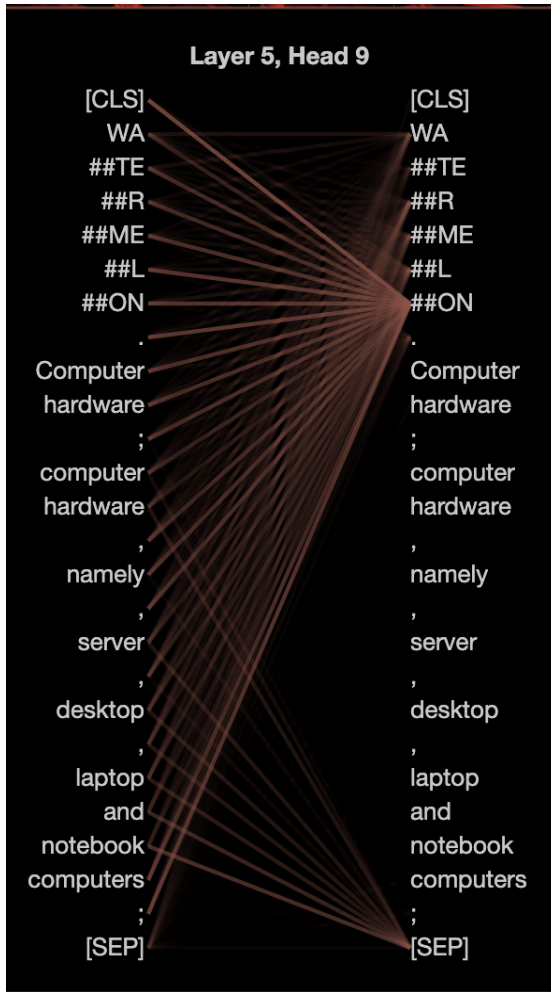 Layer 5, Head 9
[CLS] [CLS]
WA WA
##TE ##TE
##R ##R
##ME ##ME
##L ##L
##ON ##ON
. .
Computer Computer
hardware hardware
; ;
computer computer
hardware hardware
, ,
namely namely
, ,
server server
, ,
desktop desktop
, ,
laptop laptop
and and
notebook notebook
computers computers
; ;
[SEP] [SEP]